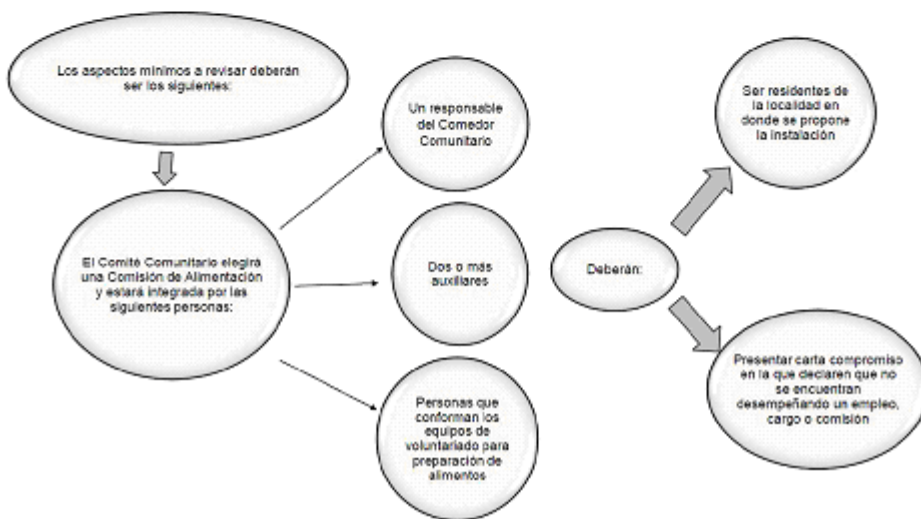 Los aspectos mínimos a revisar deberán
ser los siguientes:
El Comité Comunitario elegirá
una Comisión de Alimentación
y estará integrada por las
siguientes personas:
Un responsable
del Comedor
Comunitario
Dos o más
auxiliares
Personas que
conforman los
equipos de
voluntariado para
preparación de
alimentos
Deberán:
Ser residentes de
la localidad en
donde se propone
la instalación
Presentar carta compromiso
en la que declaren que no
se encuentran
desempeñando un empleo,
cargo o comisión